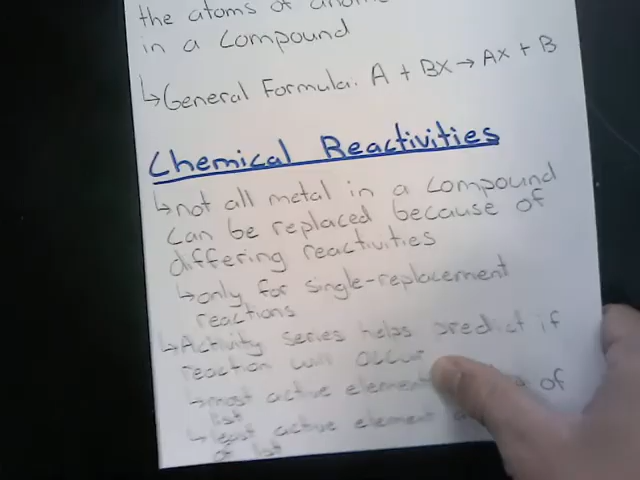 the atoms of
in a compound
↳ General Formula: A + BX → AX + B
Chemical Reactivities
↳ not all metal in a compound
can be replaced because of
differing reactivities
↳ only for single-replacement
reactions
↳ Activity series helps predict if
reaction will occur
↳ most active element of
list
↳ least active element
of list